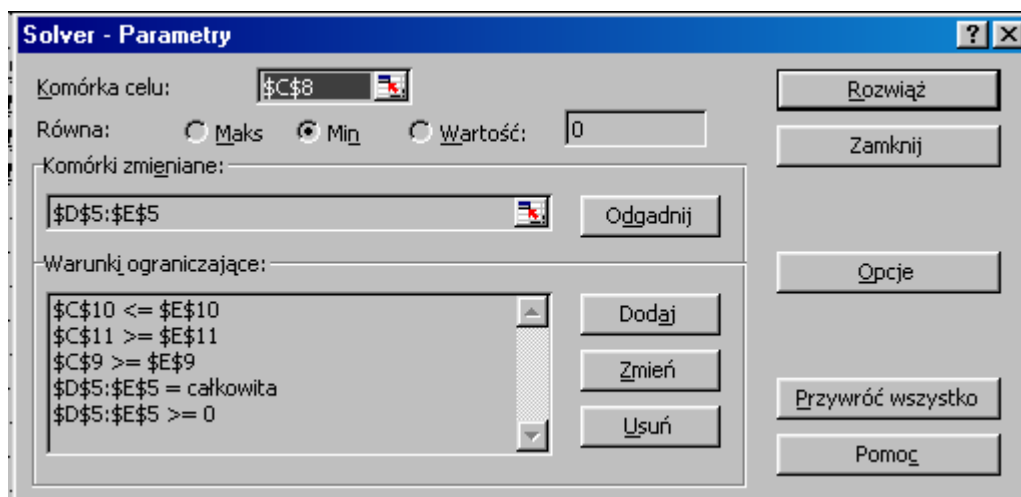 Solver - Parametry
Komórka celu: $C$8 Rozwiąż
Równa: Maks Min Wartość: 0 Zamknij
Komórki zmieniane:
$D$5:$E$5 Odgadnij
Warunki ograniczające: Opcje
$C$10 <= $E$10 Dodaj
$C$11 >= $E$11
$C$9 >= $E$9 Zmień
$D$5:$E$5 = całkowita Przywróć wszystko
$D$5:$E$5 >= 0 Usuń
Pomoc